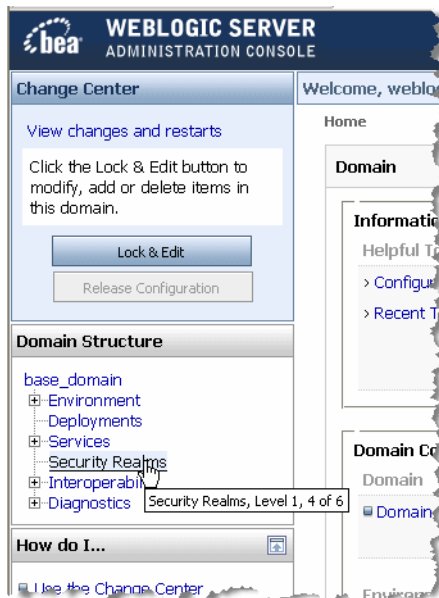 bea
WEBLOGIC SERVER
ADMINISTRATION CONSO
Change Center
View changes and restarts
Click the Lock & Edit button to
modify, add or delete items in
this domain.
Lock & Edit
Release Configuration
Domain Structure
base_domain
Environment
Deployments
Services
Security Realms
Interoperabil
Diagnostics
Security Realms, Level 1, 4 of 6
How do I...
Use the Change Center
Welcome, weblo
Home
Domain
Informatio
Helpful T
> Configu
> Recent T
Domain Co
Domain
Domain
Environ